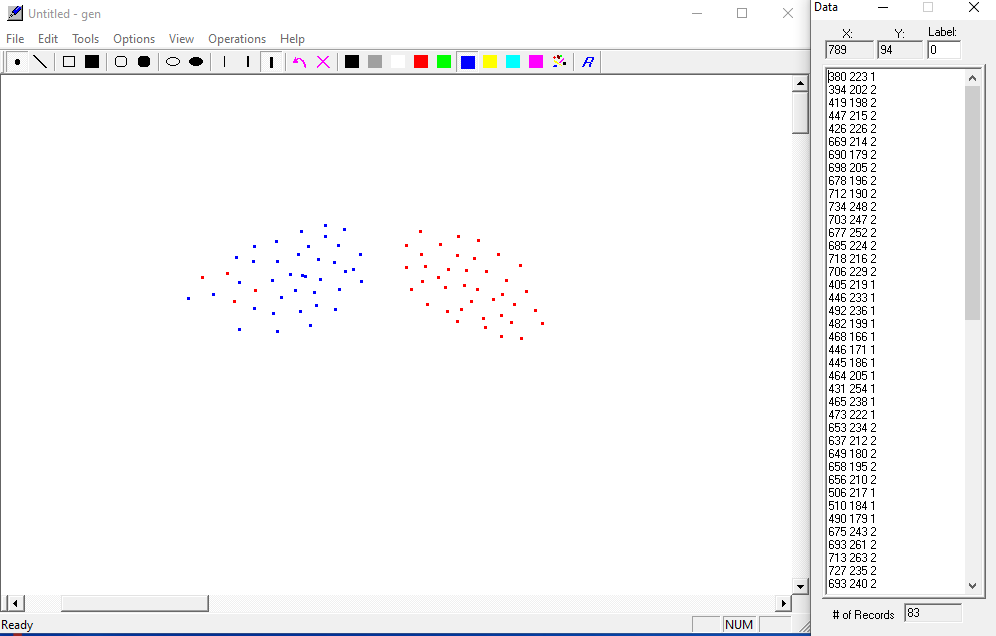 Untitled - gen
File Edit Tools Options View Operations Help
R
Ready
NUM
Data
X: Y: Label:
789 94 0
380 223 1
394 202 2
419 198 2
447 215 2
426 226 2
669 214 2
690 179 2
698 205 2
678 196 2
712 190 2
734 248 2
703 247 2
677 252 2
685 224 2
718 216 2
706 229 2
405 219 1
446 233 1
492 236 1
482 199 1
468 166 1
446 171 1
445 186 1
464 205 1
431 254 1
465 238 1
473 222 1
653 234 2
637 212 2
649 180 2
658 195 2
656 210 2
506 217 1
510 184 1
490 179 1
675 243 2
693 261 2
713 263 2
727 235 2
693 240 2
# of Records 83